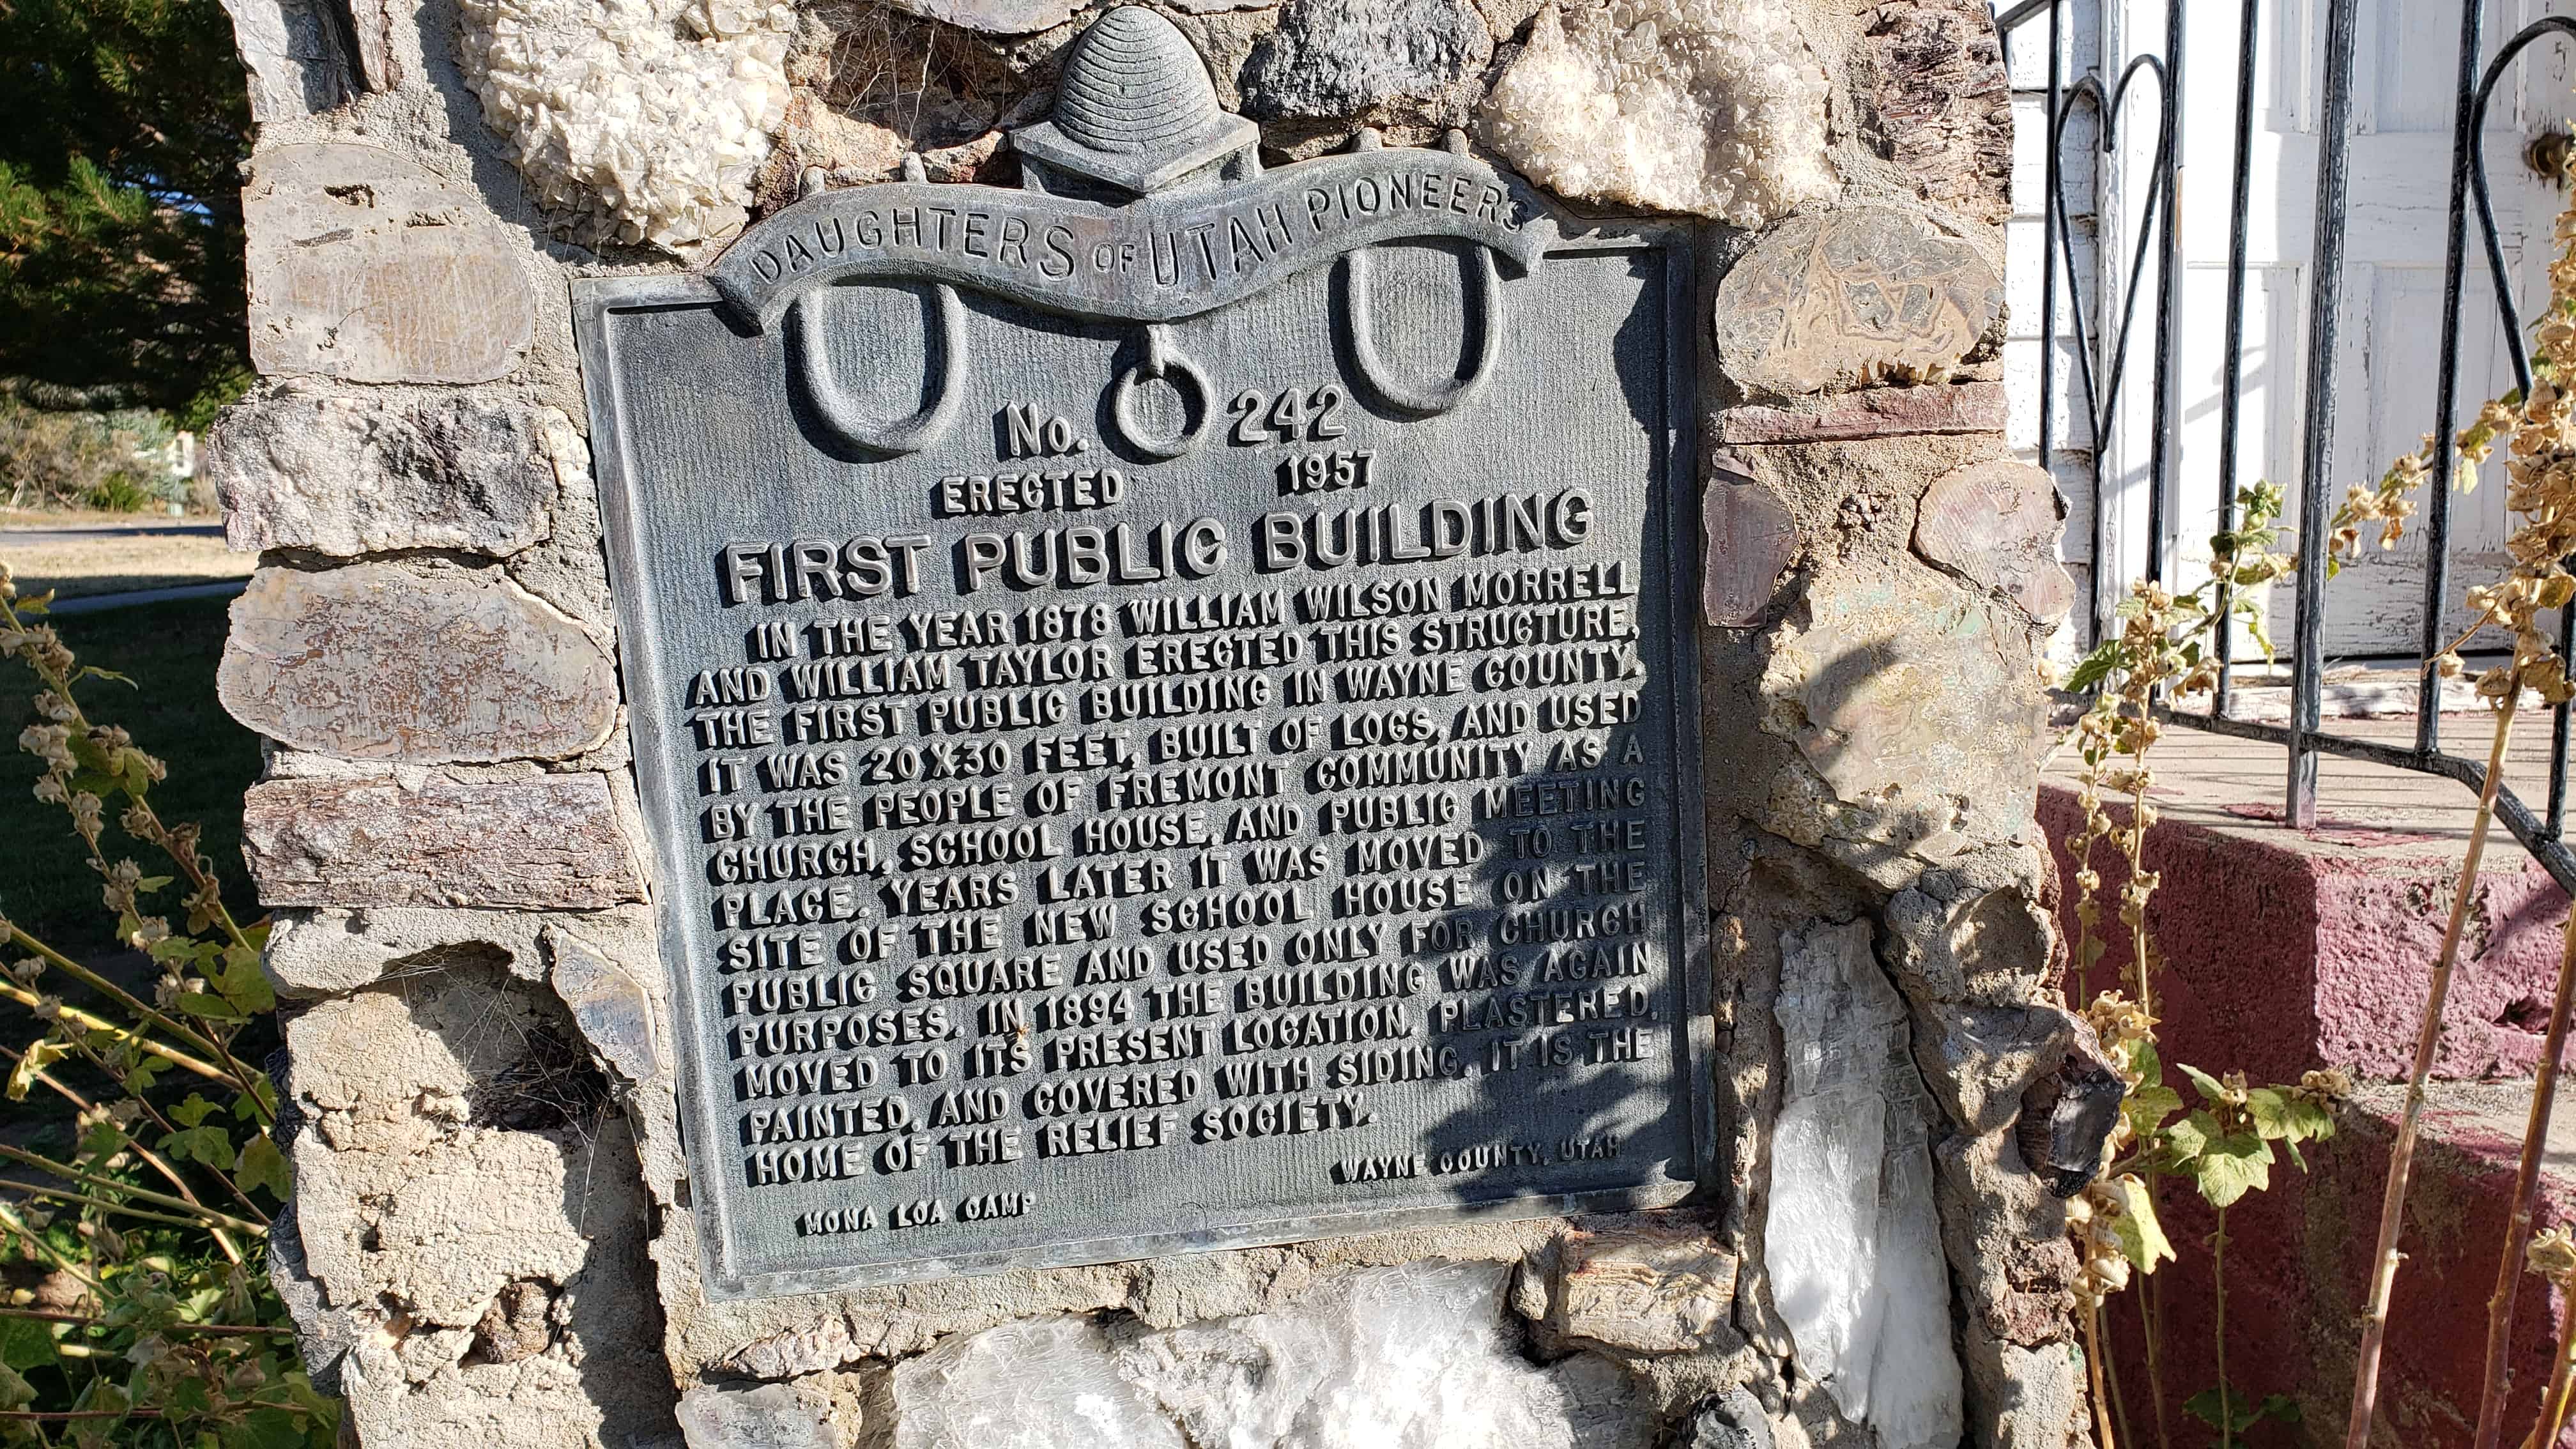 DAUGHTERS OF UTAH PIONEERS
No. 242
ERECTED 1957
FIRST PUBLIC BUILDING
IN THE YEAR 1878 WILLIAM WILSON MORRELL
AND WILLIAM TAYLOR ERECTED THIS STRUCTURE,
THE FIRST PUBLIC BUILDING IN WAYNE COUNTY.
IT WAS 20X30 FEET, BUILT OF LOGS, AND USED
BY THE PEOPLE OF FREMONT COMMUNITY AS A
CHURCH, SCHOOL HOUSE, AND PUBLIC MEETING
PLACE. YEARS LATER IT WAS MOVED TO THE
SITE OF THE NEW SCHOOL HOUSE ON THE
PUBLIC SQUARE AND USED ONLY FOR CHURCH
PURPOSES. IN 1894 THE BUILDING WAS AGAIN
MOVED TO ITS PRESENT LOCATION, PLASTERED,
PAINTED, AND COVERED WITH SIDING. IT IS THE
HOME OF THE RELIEF SOCIETY.
MONA LOA CAMP WAYNE COUNTY, UTAH